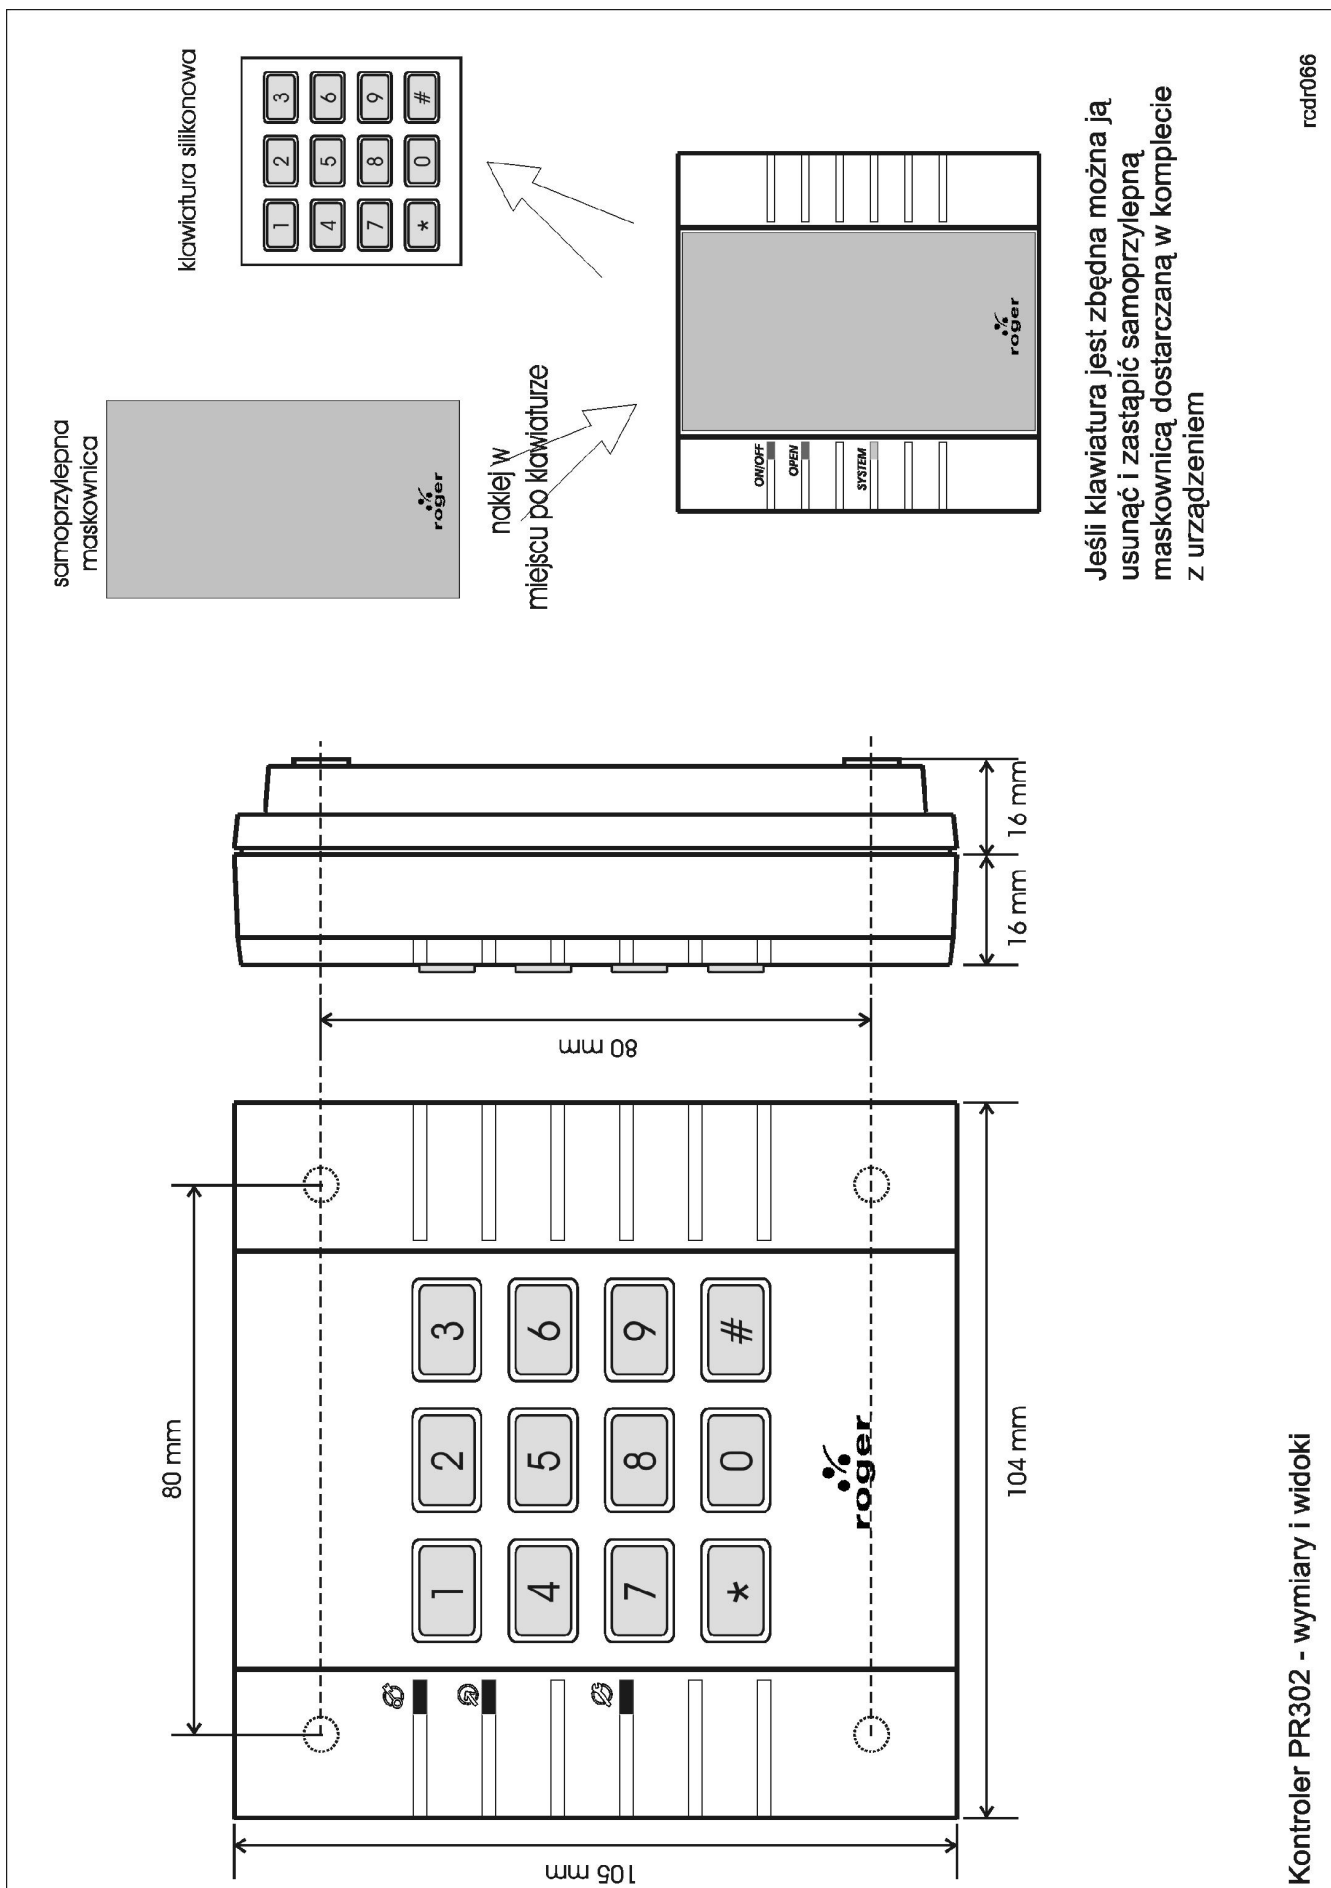 80 mm
105 mm
1 2 3
4 5 6
7 8 9
* 0 #
roger
104 mm
80 mm
16 mm
16 mm
samoprzylepna
maskownica
roger
klawiatura silikonowa
1 2 3
4 5 6
7 8 9
* 0 #
naklej w
miejscu po klawiaturze
ON/OFF
OPEN
SYSTEM
roger
Jeśli klawiatura jest zbędna można ją
usunąć i zastąpić samoprzylepną
maskownicą dostarczaną w komplecie
z urządzeniem
Kontroler PR302 - wymiary i widoki
rcdr066